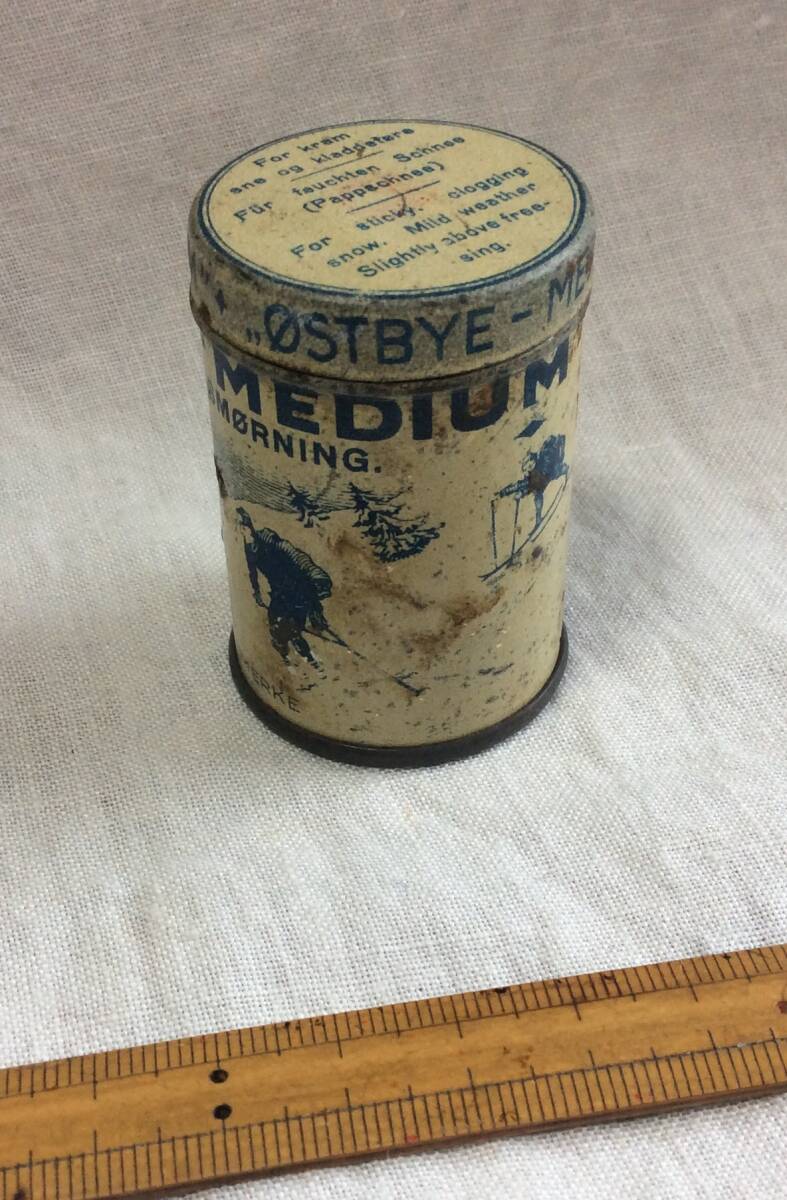 For kram
sne og kladdeføre
Für feuchten Schnee
(Pappschnee)
For sticky, clogging
snow. Mild weather
Slightly above free-
sing.
„ØSTBYE - ME
MEDIUM
SMØRNING.
ERKE